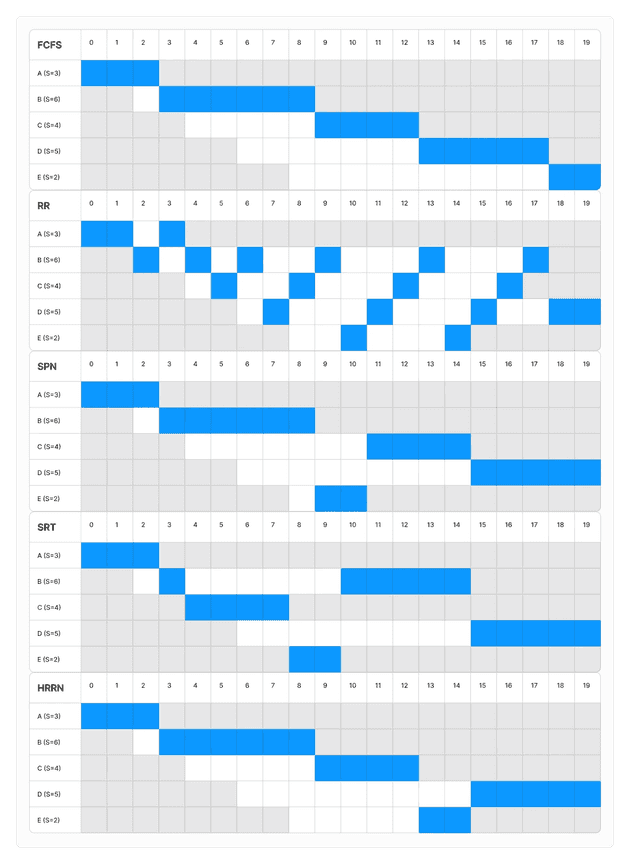 FCFS 0 1 2 3 4 5 6 7 8 9 10 11 12 13 14 15 16 17 18 19
A (S=3)
B (S=6)
C (S=4)
D (S=5)
E (S=2)
RR 0 1 2 3 4 5 6 7 8 9 10 11 12 13 14 15 16 17 18 19
A (S=3)
B (S=6)
C (S=4)
D (S=5)
E (S=2)
SPN 0 1 2 3 4 5 6 7 8 9 10 11 12 13 14 15 16 17 18 19
A (S=3)
B (S=6)
C (S=4)
D (S=5)
E (S=2)
SRT 0 1 2 3 4 5 6 7 8 9 10 11 12 13 14 15 16 17 18 19
A (S=3)
B (S=6)
C (S=4)
D (S=5)
E (S=2)
HRRN 0 1 2 3 4 5 6 7 8 9 10 11 12 13 14 15 16 17 18 19
A (S=3)
B (S=6)
C (S=4)
D (S=5)
E (S=2)